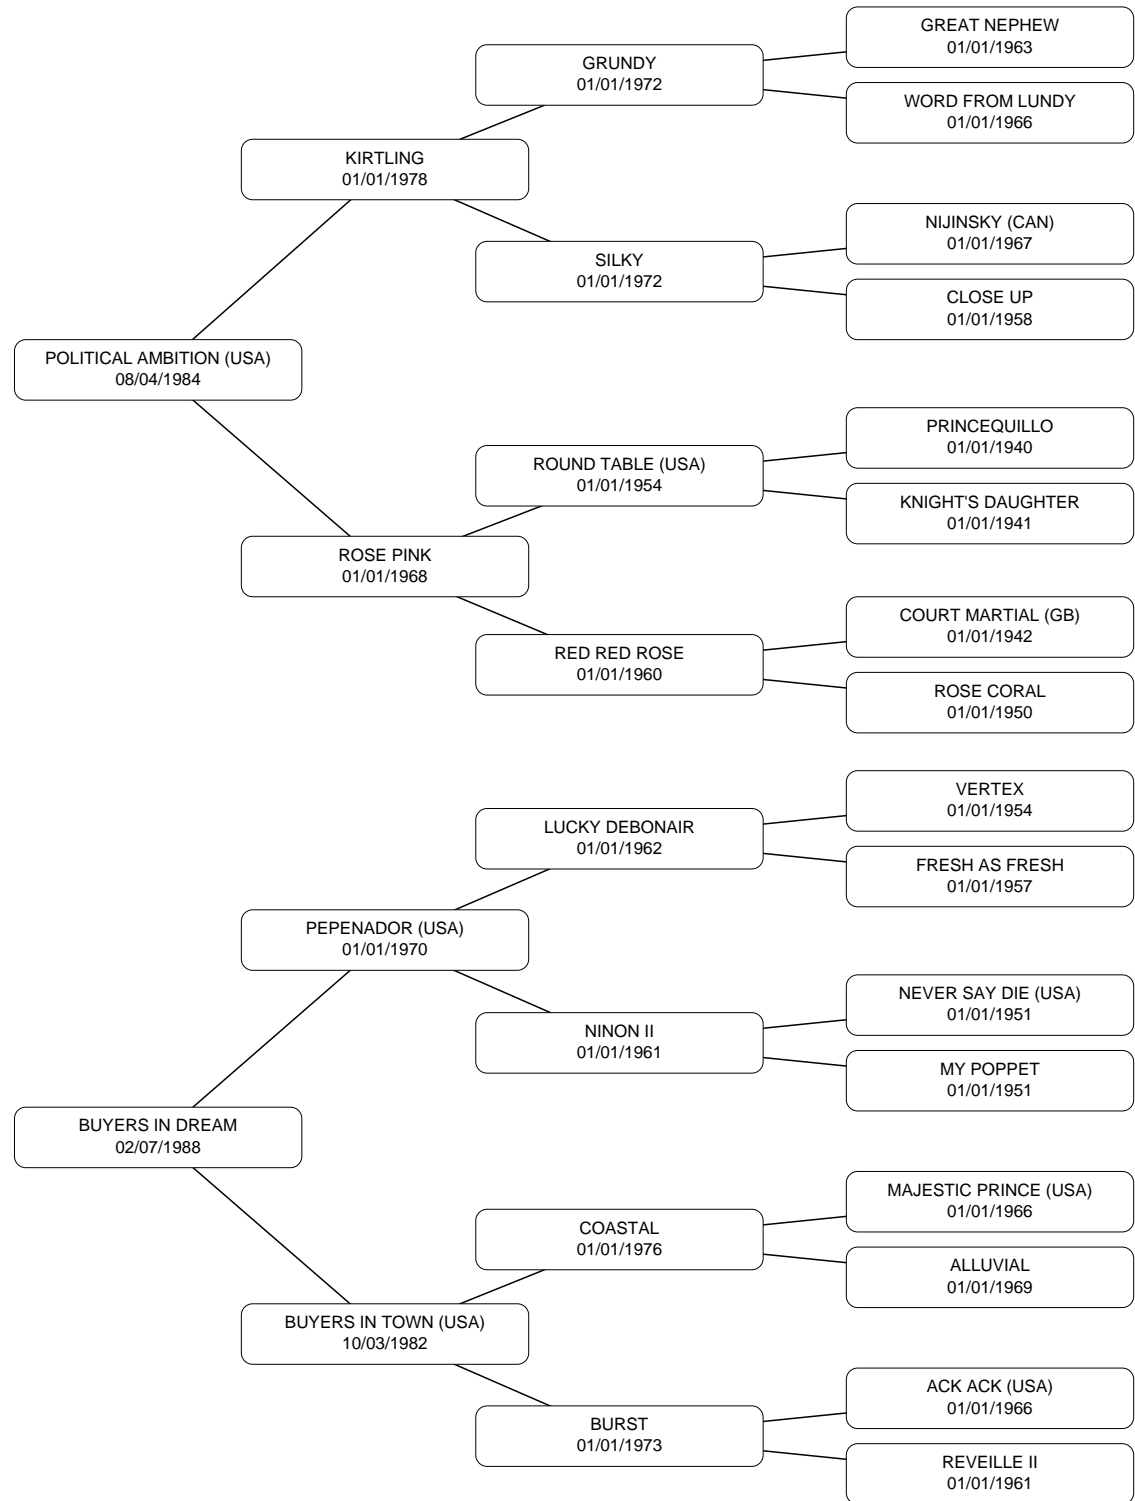 GREAT NEPHEW
01/01/1963
GRUNDY
01/01/1972
WORD FROM LUNDY
01/01/1966
KIRTLING
01/01/1978
NIJINSKY (CAN)
01/01/1967
SILKY
01/01/1972
CLOSE UP
01/01/1958
POLITICAL AMBITION (USA)
08/04/1984
PRINCEQUILLO
01/01/1940
ROUND TABLE (USA)
01/01/1954
KNIGHT'S DAUGHTER
01/01/1941
ROSE PINK
01/01/1968
COURT MARTIAL (GB)
01/01/1942
RED RED ROSE
01/01/1960
ROSE CORAL
01/01/1950
VERTEX
01/01/1954
LUCKY DEBONAIR
01/01/1962
FRESH AS FRESH
01/01/1957
PEPENADOR (USA)
01/01/1970
NEVER SAY DIE (USA)
01/01/1951
NINON II
01/01/1961
MY POPPET
01/01/1951
BUYERS IN DREAM
02/07/1988
MAJESTIC PRINCE (USA)
01/01/1966
COASTAL
01/01/1976
ALLUVIAL
01/01/1969
BUYERS IN TOWN (USA)
10/03/1982
ACK ACK (USA)
01/01/1966
BURST
01/01/1973
REVEILLE II
01/01/1961